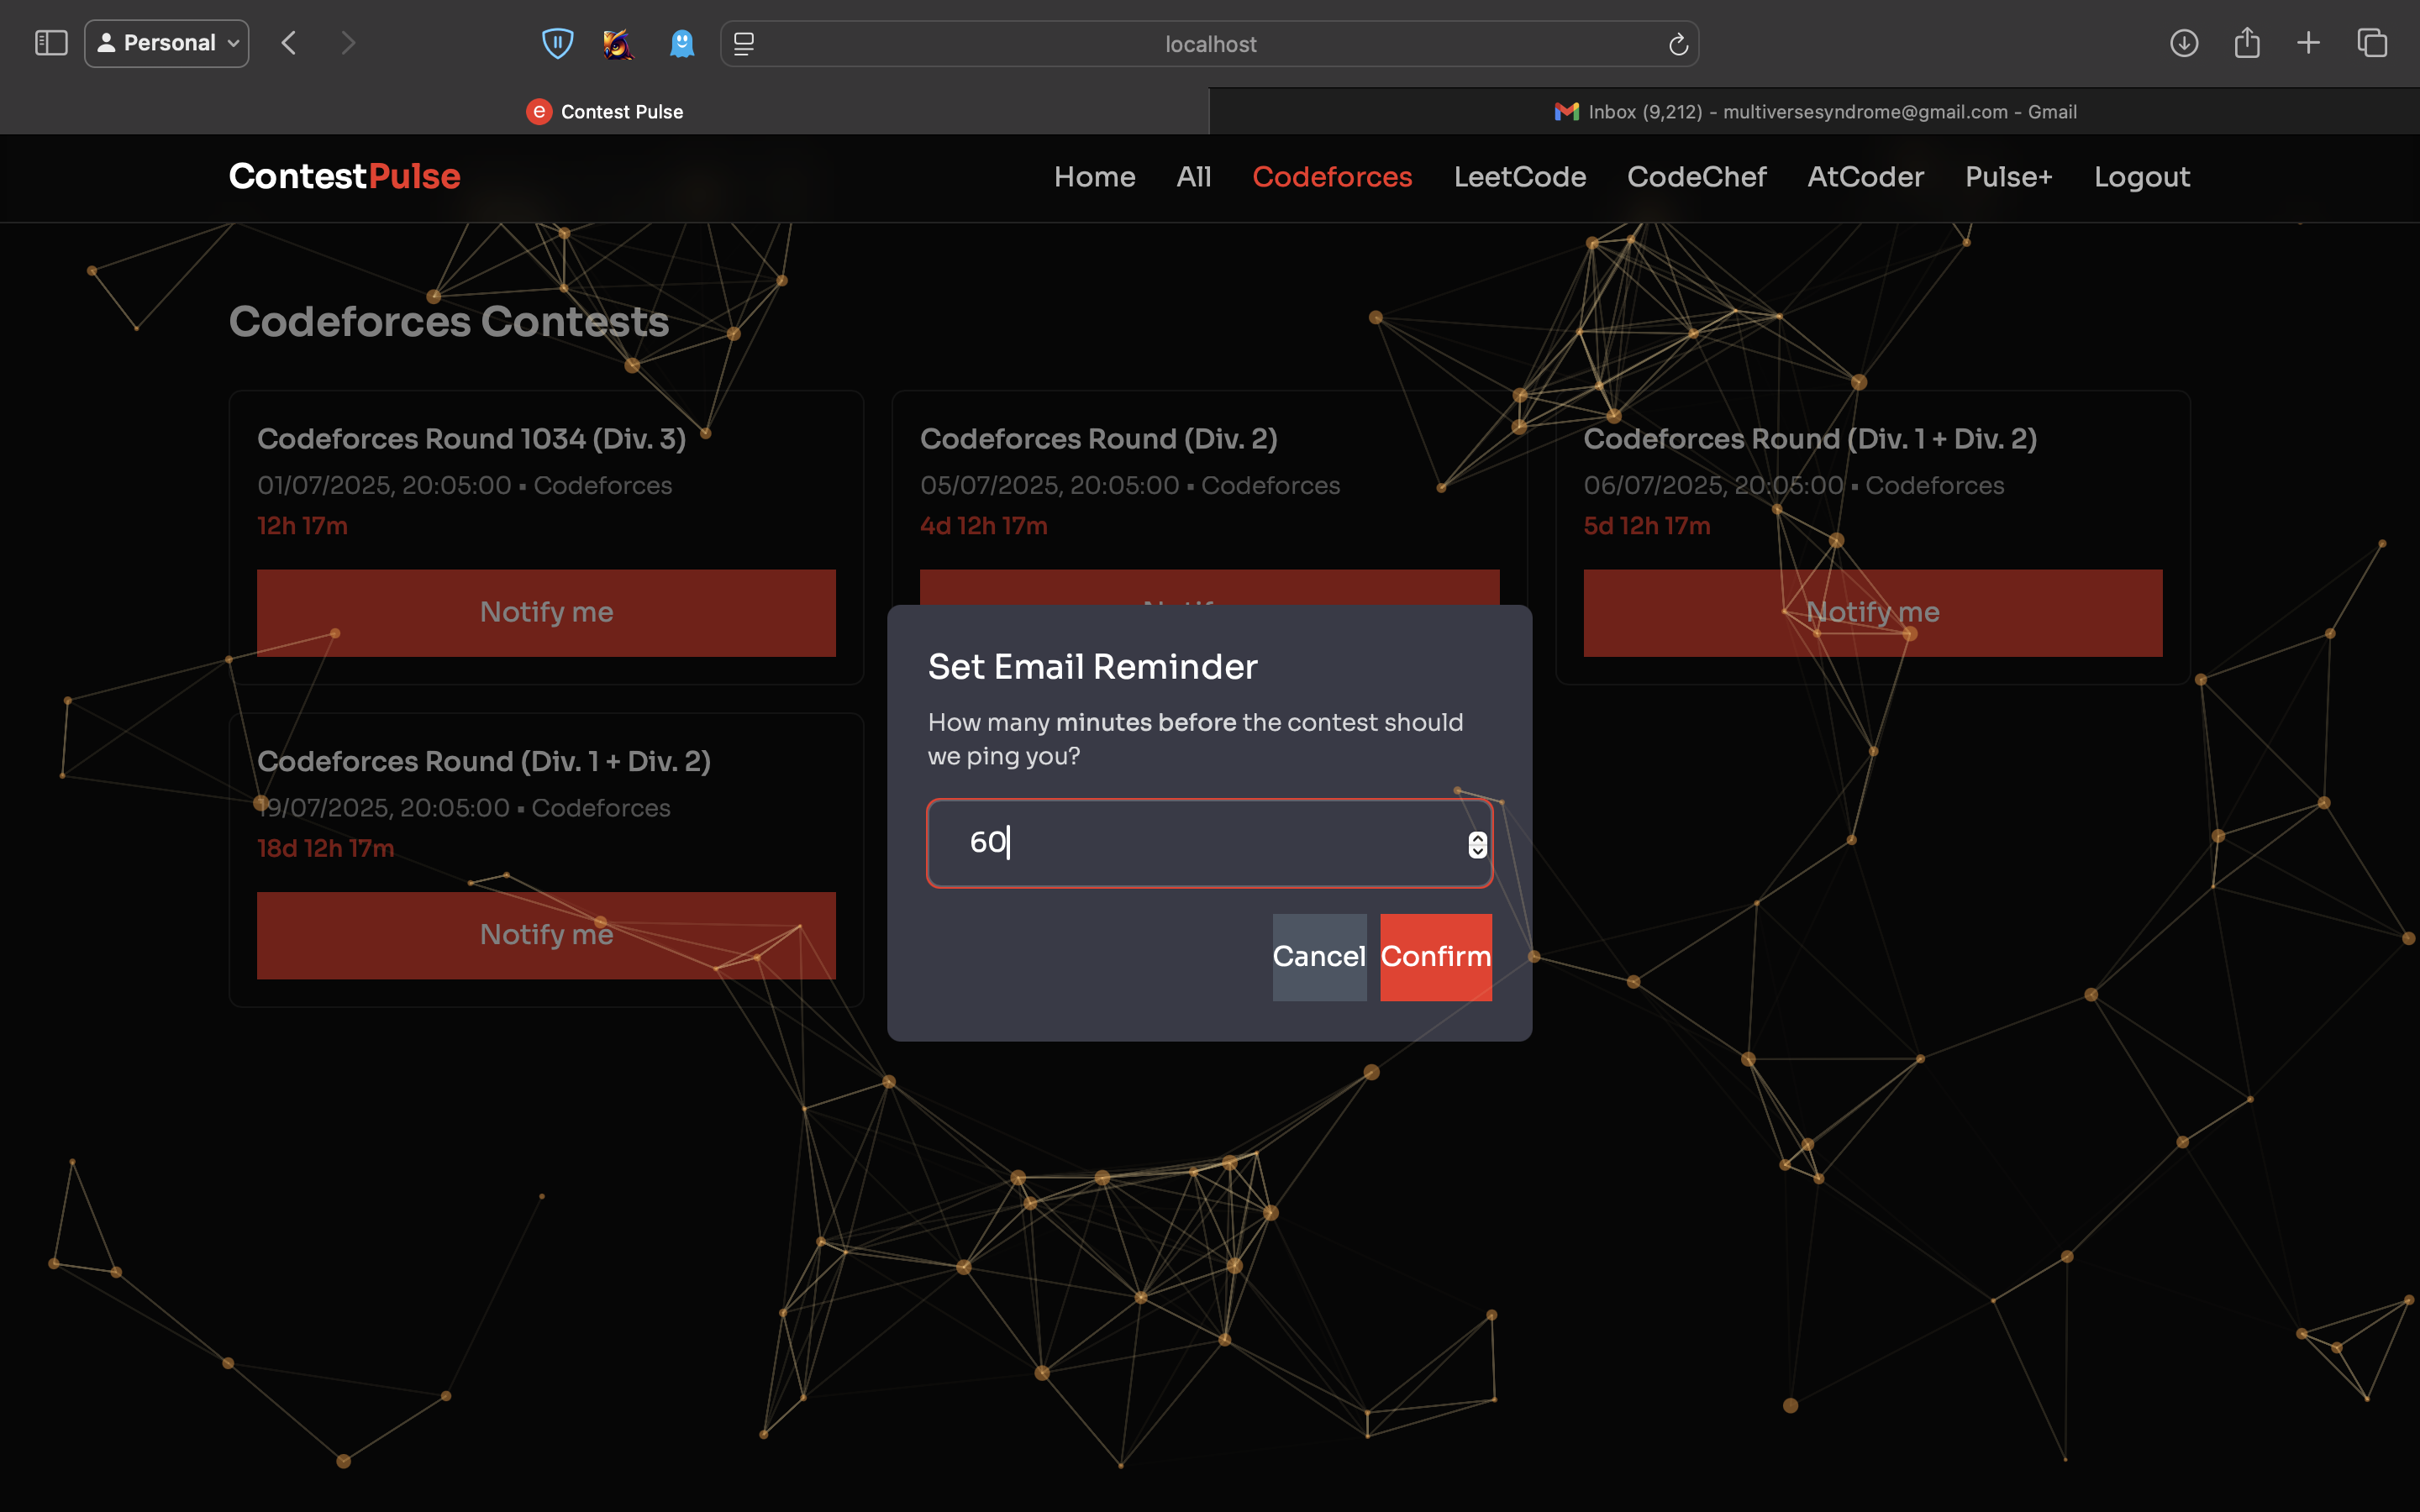 Personal
localhost
Contest Pulse
Inbox (9,212) - multiversesyndrome@gmail.com - Gmail
ContestPulse
Home All Codeforces LeetCode CodeChef AtCoder Pulse+ Logout
Codeforces Contests
Codeforces Round 1034 (Div. 3)
01/07/2025, 20:05:00 ▪ Codeforces
12h 17m
Notify me
Codeforces Round (Div. 2)
05/07/2025, 20:05:00 ▪ Codeforces
4d 12h 17m
Codeforces Round (Div. 1 + Div. 2)
06/07/2025, 20:05:00 ▪ Codeforces
5d 12h 17m
Notify me
Codeforces Round (Div. 1 + Div. 2)
19/07/2025, 20:05:00 ▪ Codeforces
18d 12h 17m
Notify me
Set Email Reminder
How many minutes before the contest should
we ping you?
60
Cancel Confirm